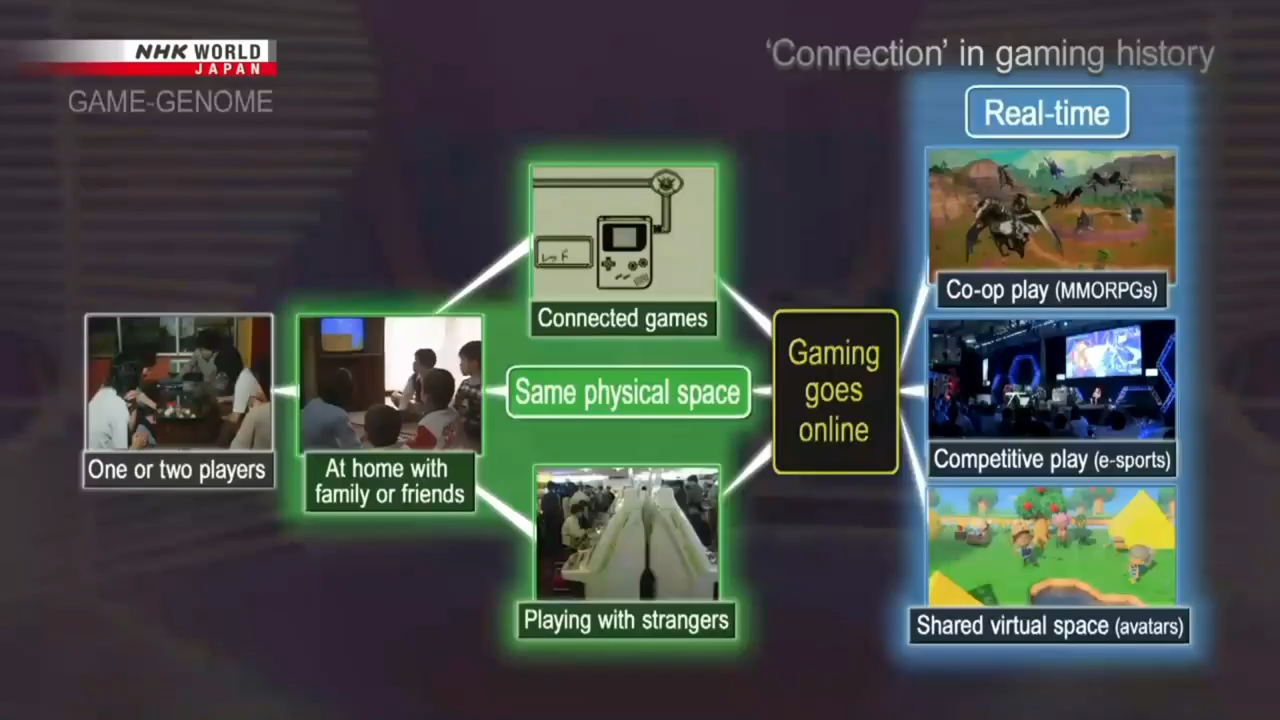 NHK WORLD
JAPAN
GAME-GENOME
'Connection' in gaming history
Real-time
One or two players
At home with
family or friends
Connected games
Same physical space
Playing with strangers
Gaming
goes
online
Co-op play (MMORPGs)
Competitive play (e-sports)
Shared virtual space (avatars)